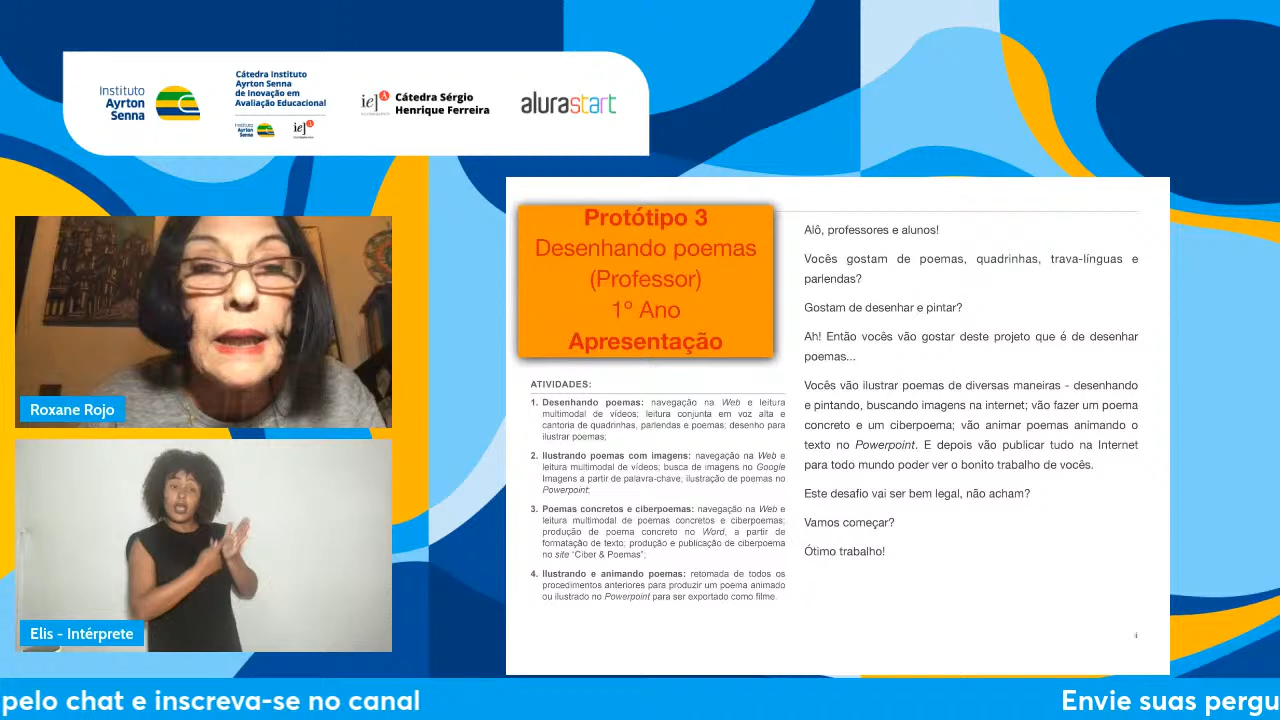 Instituto
Ayrton
Senna
Cátedra Instituto
Ayrton Senna
de Inovação em
Avaliação Educacional
Instituto
Ayrton
Senna
iea
iea
Cátedra Sérgio
Henrique Ferreira
alurastart
Roxane Rojo
Elis - Intérprete
Protótipo 3
Desenhando poemas
(Professor)
1º Ano
Apresentação
ATIVIDADES:
1. Desenhando poemas: navegação na Web e leitura
multimodal de vídeos; leitura conjunta em voz alta e
cantoria de quadrinhas, parlendas e poemas; desenho para
ilustrar poemas;
2. Ilustrando poemas com imagens: navegação na Web e
leitura multimodal de vídeos; busca de imagens no Google
Imagens a partir de palavra-chave; ilustração de poemas no
Powerpoint;
3. Poemas concretos e ciberpoemas: navegação na Web e
leitura multimodal de poemas concretos e ciberpoemas;
produção de poema concreto no Word, a partir de
formatação de texto; produção e publicação de ciberpoema
no site "Ciber & Poemas";
4. Ilustrando e animando poemas: retomada de todos os
procedimentos anteriores para produzir um poema animado
ou ilustrado no Powerpoint para ser exportado como filme.
Alô, professores e alunos!
Vocês gostam de poemas, quadrinhas, trava-línguas e
parlendas?
Gostam de desenhar e pintar?
Ah! Então vocês vão gostar deste projeto que é de desenhar
poemas...
Vocês vão ilustrar poemas de diversas maneiras - desenhando
e pintando, buscando imagens na internet; vão fazer um poema
concreto e um ciberpoema; vão animar poemas animando o
texto no Powerpoint. E depois vão publicar tudo na Internet
para todo mundo poder ver o bonito trabalho de vocês.
Este desafio vai ser bem legal, não acham?
Vamos começar?
Ótimo trabalho!
pelo chat e inscreva-se no canal
Envie suas pergu